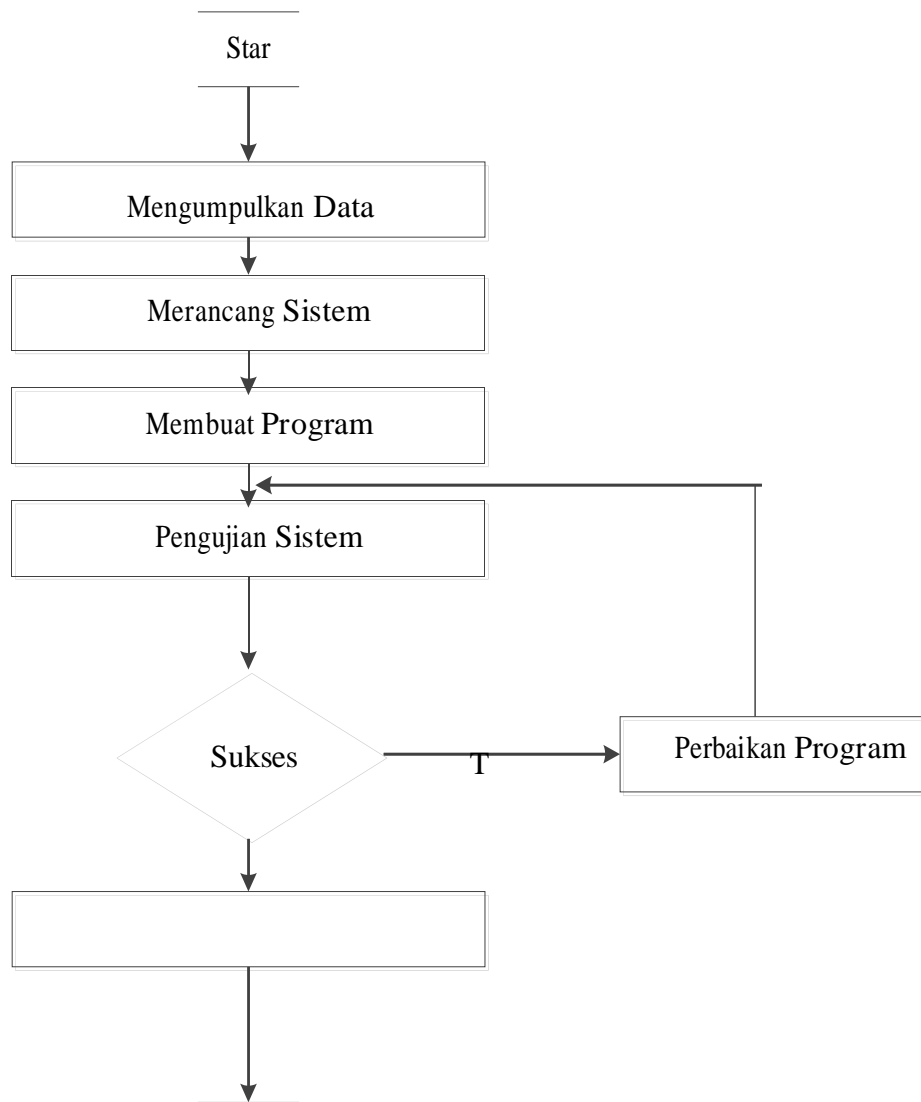 Star
Mengumpulkan Data
Merancang Sistem
Membuat Program
Pengujian Sistem
Sukses
T
Perbaikan Program